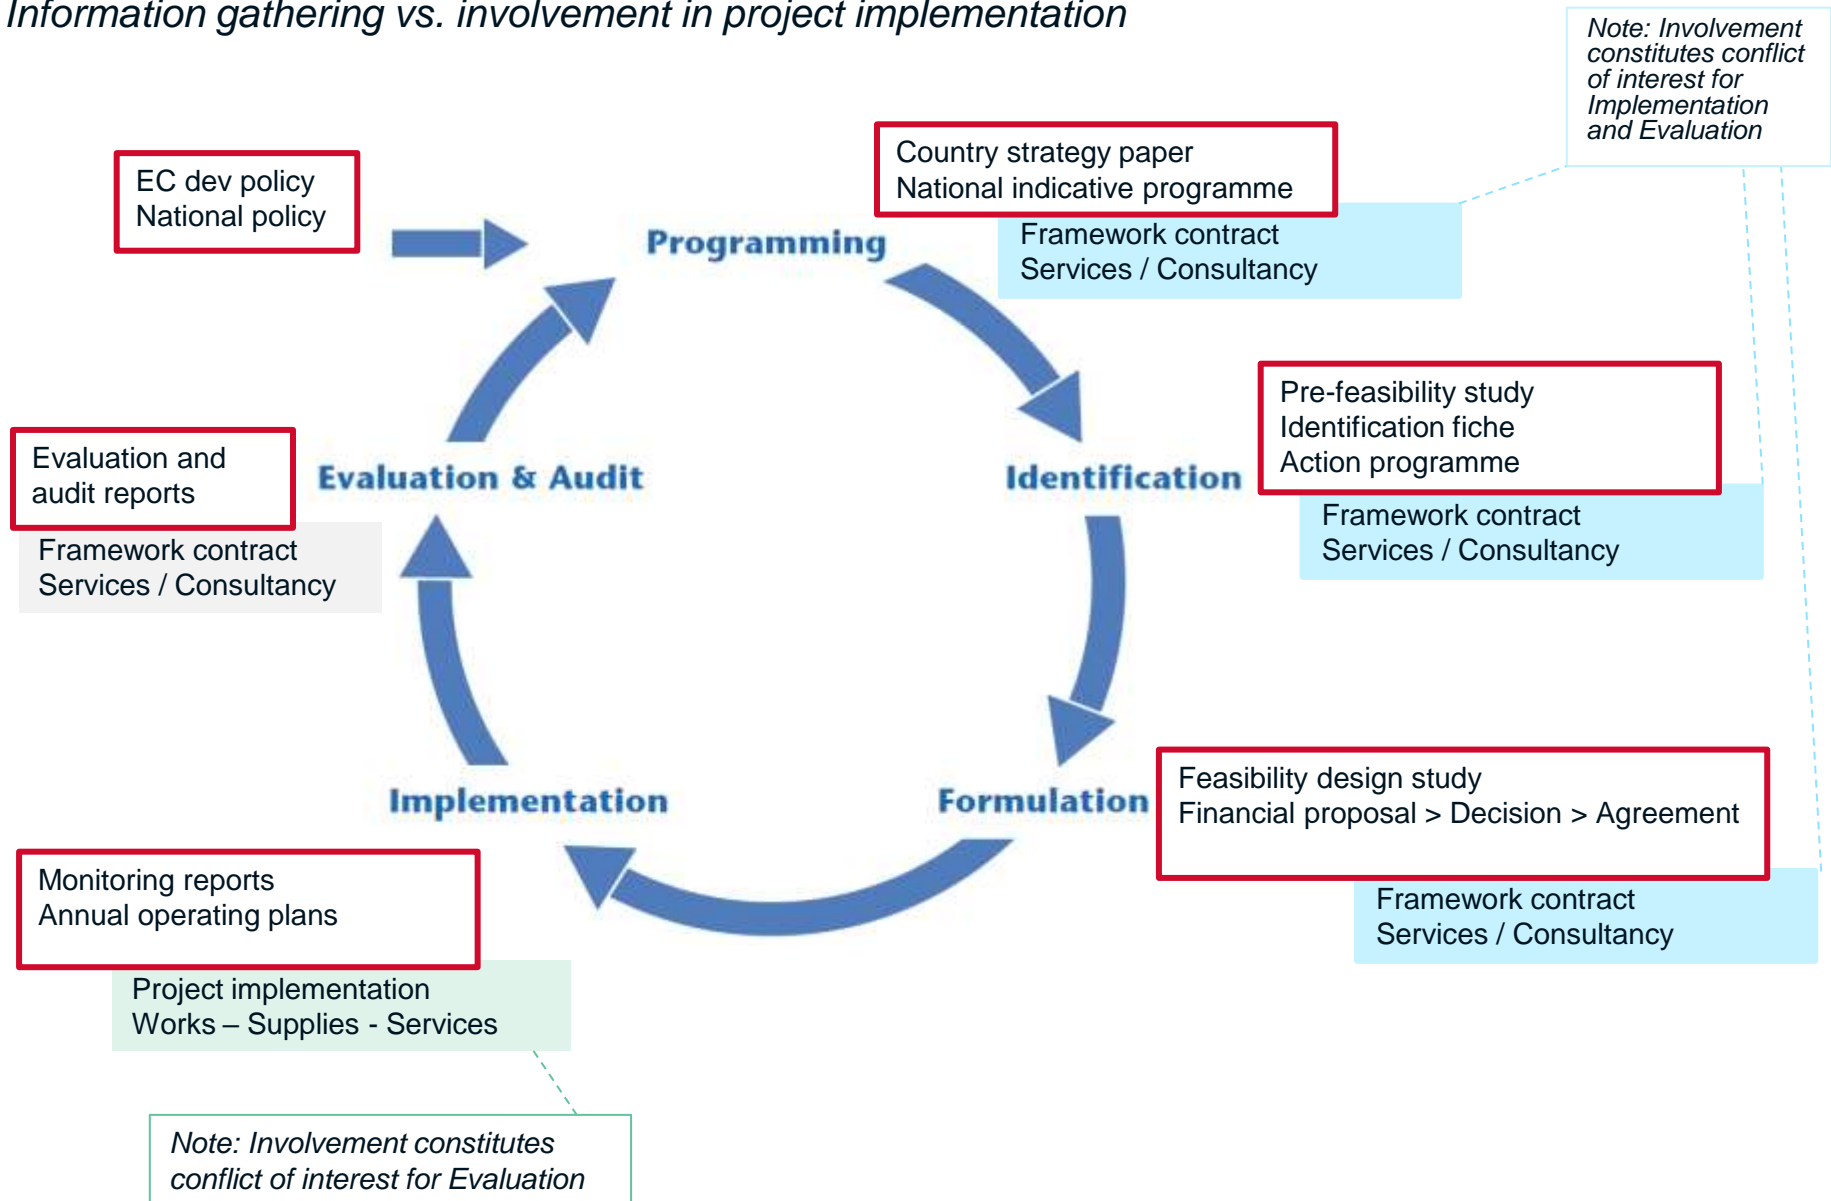 Information gathering vs. involvement in project implementation
Note: Involvement
constitutes conflict
of interest for
Implementation
and Evaluation
EC dev policy
National policy
Country strategy paper
National indicative programme
Framework contract
Services / Consultancy
Programming
Pre-feasibility study
Identification fiche
Action programme
Framework contract
Services / Consultancy
Identification
Evaluation and
audit reports
Framework contract
Services / Consultancy
Evaluation & Audit
Feasibility design study
Financial proposal > Decision > Agreement
Framework contract
Services / Consultancy
Formulation
Implementation
Monitoring reports
Annual operating plans
Project implementation
Works – Supplies - Services
Note: Involvement constitutes
conflict of interest for Evaluation